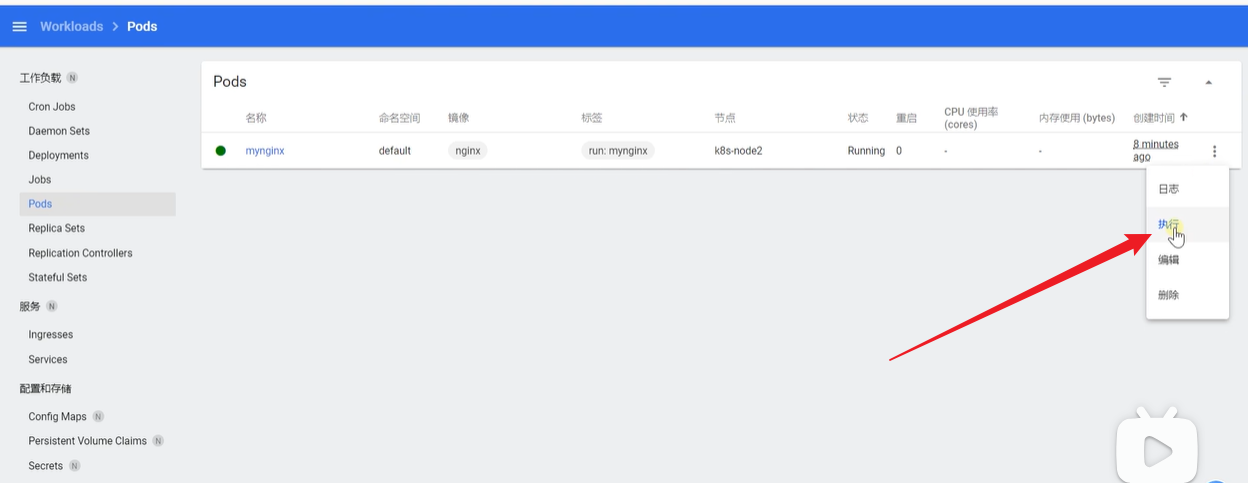 Workloads > Pods
工作负载 N
Cron Jobs
Daemon Sets
Deployments
Jobs
Pods
Replica Sets
Replication Controllers
Stateful Sets
服务 N
Ingresses
Services
配置和存储
Config Maps N
Persistent Volume Claims N
Secrets N
Pods
名称 命名空间 镜像 标签 节点 状态 重启 CPU 使用率 (cores) 内存使用 (bytes) 创建时间
mynginx default nginx run: mynginx k8s-node2 Running 0 - - 8 minutes ago
日志
执行
编辑
删除